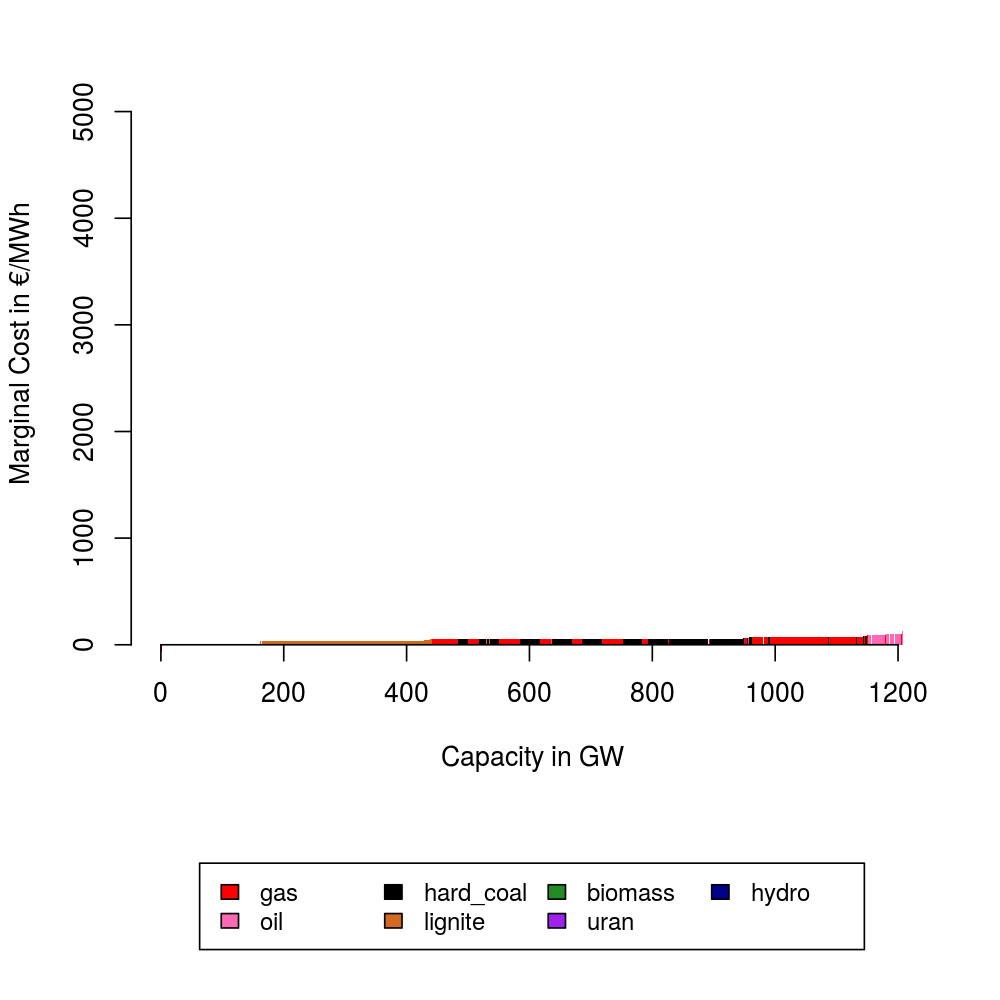 5000
4000
3000
2000
1000
0
Marginal Cost in €/MWh
0 200 400 600 800 1000 1200
Capacity in GW
gas hard_coal biomass hydro
oil lignite uran